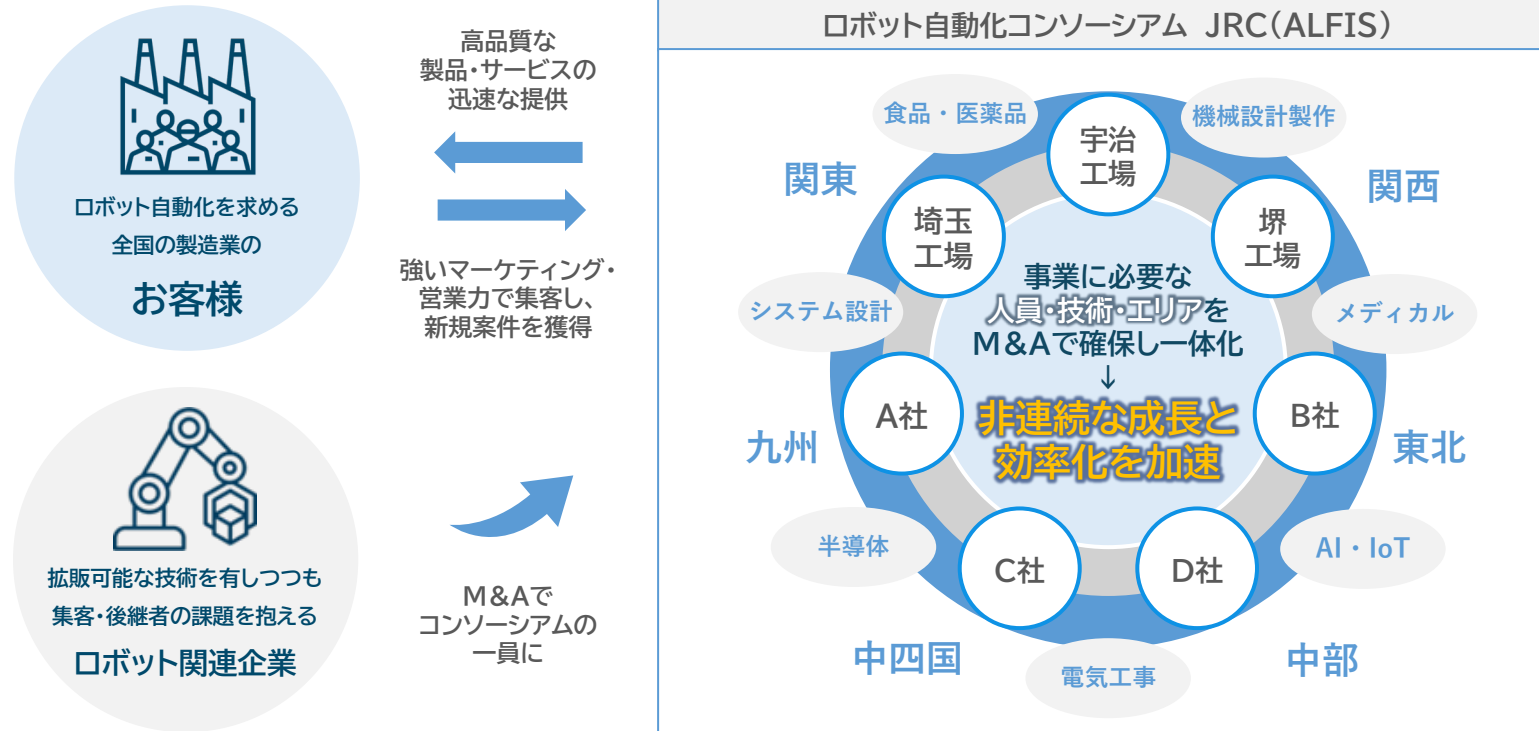 ロボット自動化を求める
全国の製造業の
お客様
拡販可能な技術を有しつつも
集客・後継者の課題を抱える
ロボット関連企業
高品質な
製品・サービスの
迅速な提供
強いマーケティング・
営業力で集客し、
新規案件を獲得
M&Aで
コンソーシアムの
一員に
ロボット自動化コンソーシアム JRC(ALFIS)
食品・医薬品
機械設計製作
宇治
工場
関東
関西
埼玉
工場
堺
工場
システム設計
メディカル
事業に必要な
人員・技術・エリアを
M&Aで確保し一体化
↓
非連続な成長と
効率化を加速
A社
B社
九州
東北
半導体
AI・IoT
C社
D社
中四国
中部
電気工事